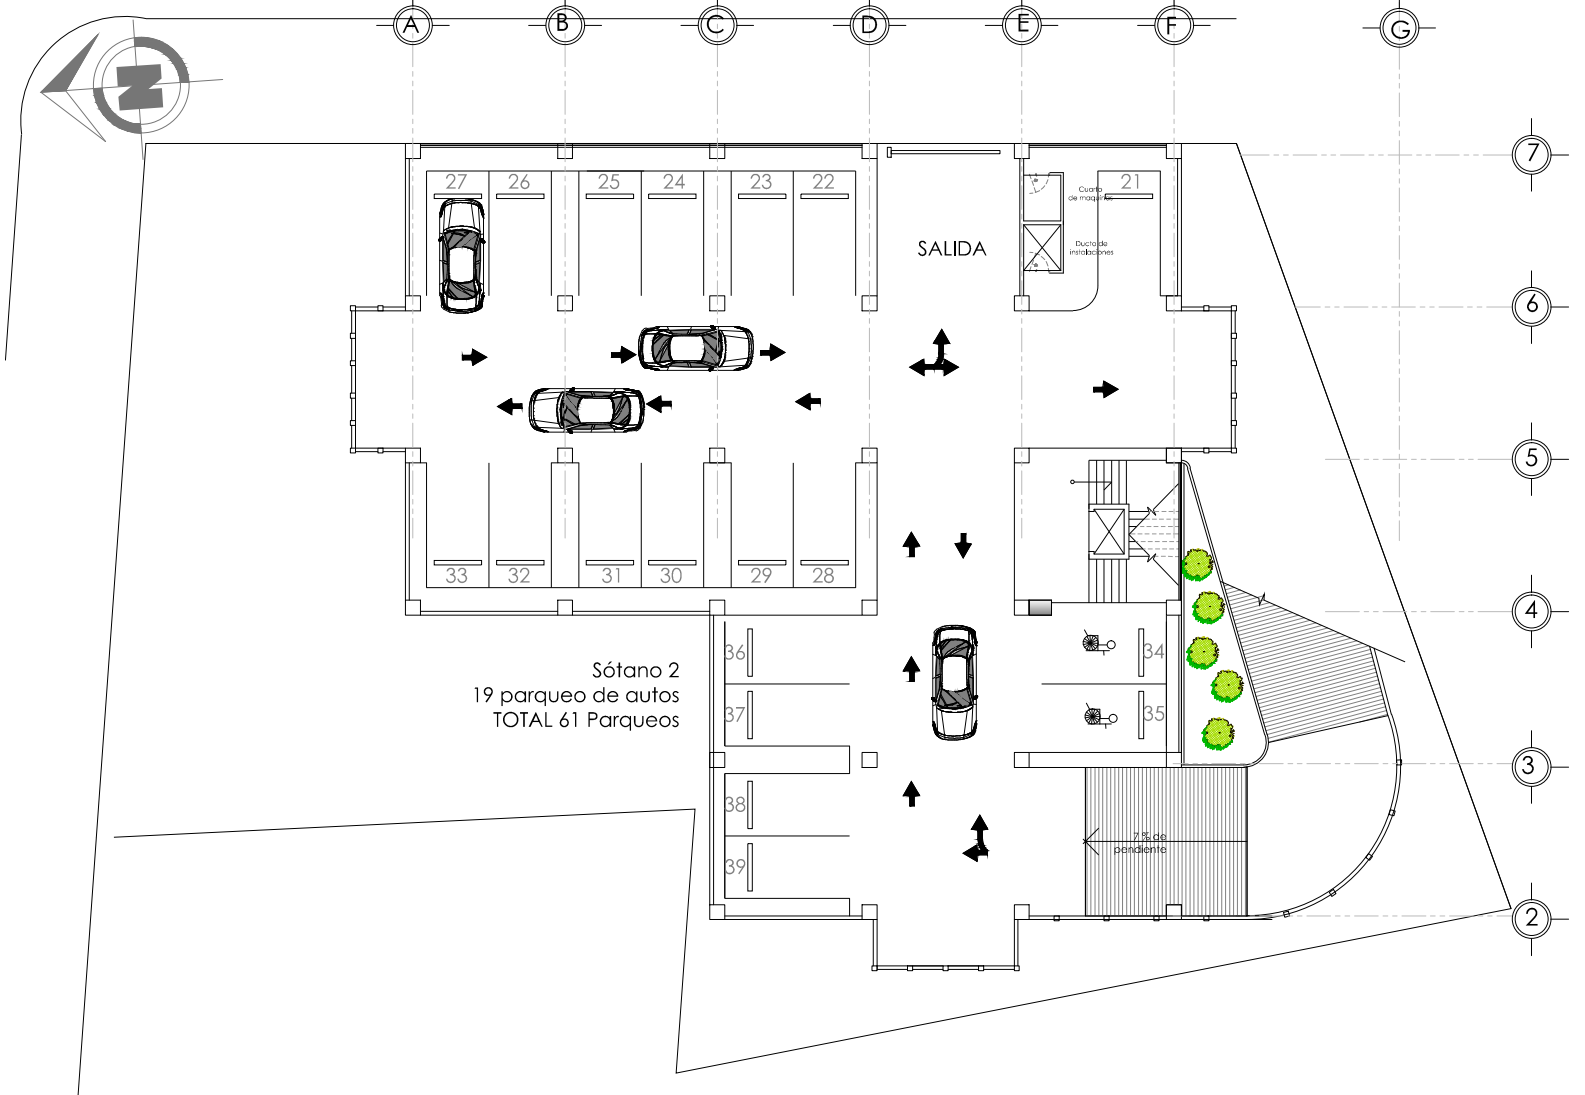 A B C D E F G
N
7
27 26 25 24 23 22 21
Cuarto
de maquinas
SALIDA
Ducto de
instalaciones
6
5
33 32 31 30 29 28
4
36 34
Sótano 2
19 parqueo de autos
TOTAL 61 Parqueos
37 35
3
38
7 % de
pendiente
39
2